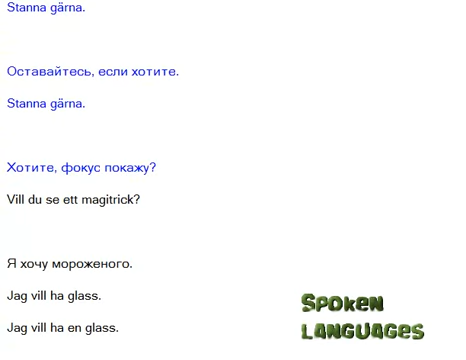 Stanna gärna.
Оставайтесь, если хотите.
Stanna gärna.
Хотите, фокус покажу?
Vill du se ett magitrick?
Я хочу мороженого.
Jag vill ha glass.
Jag vill ha en glass.
Spoken
Languages